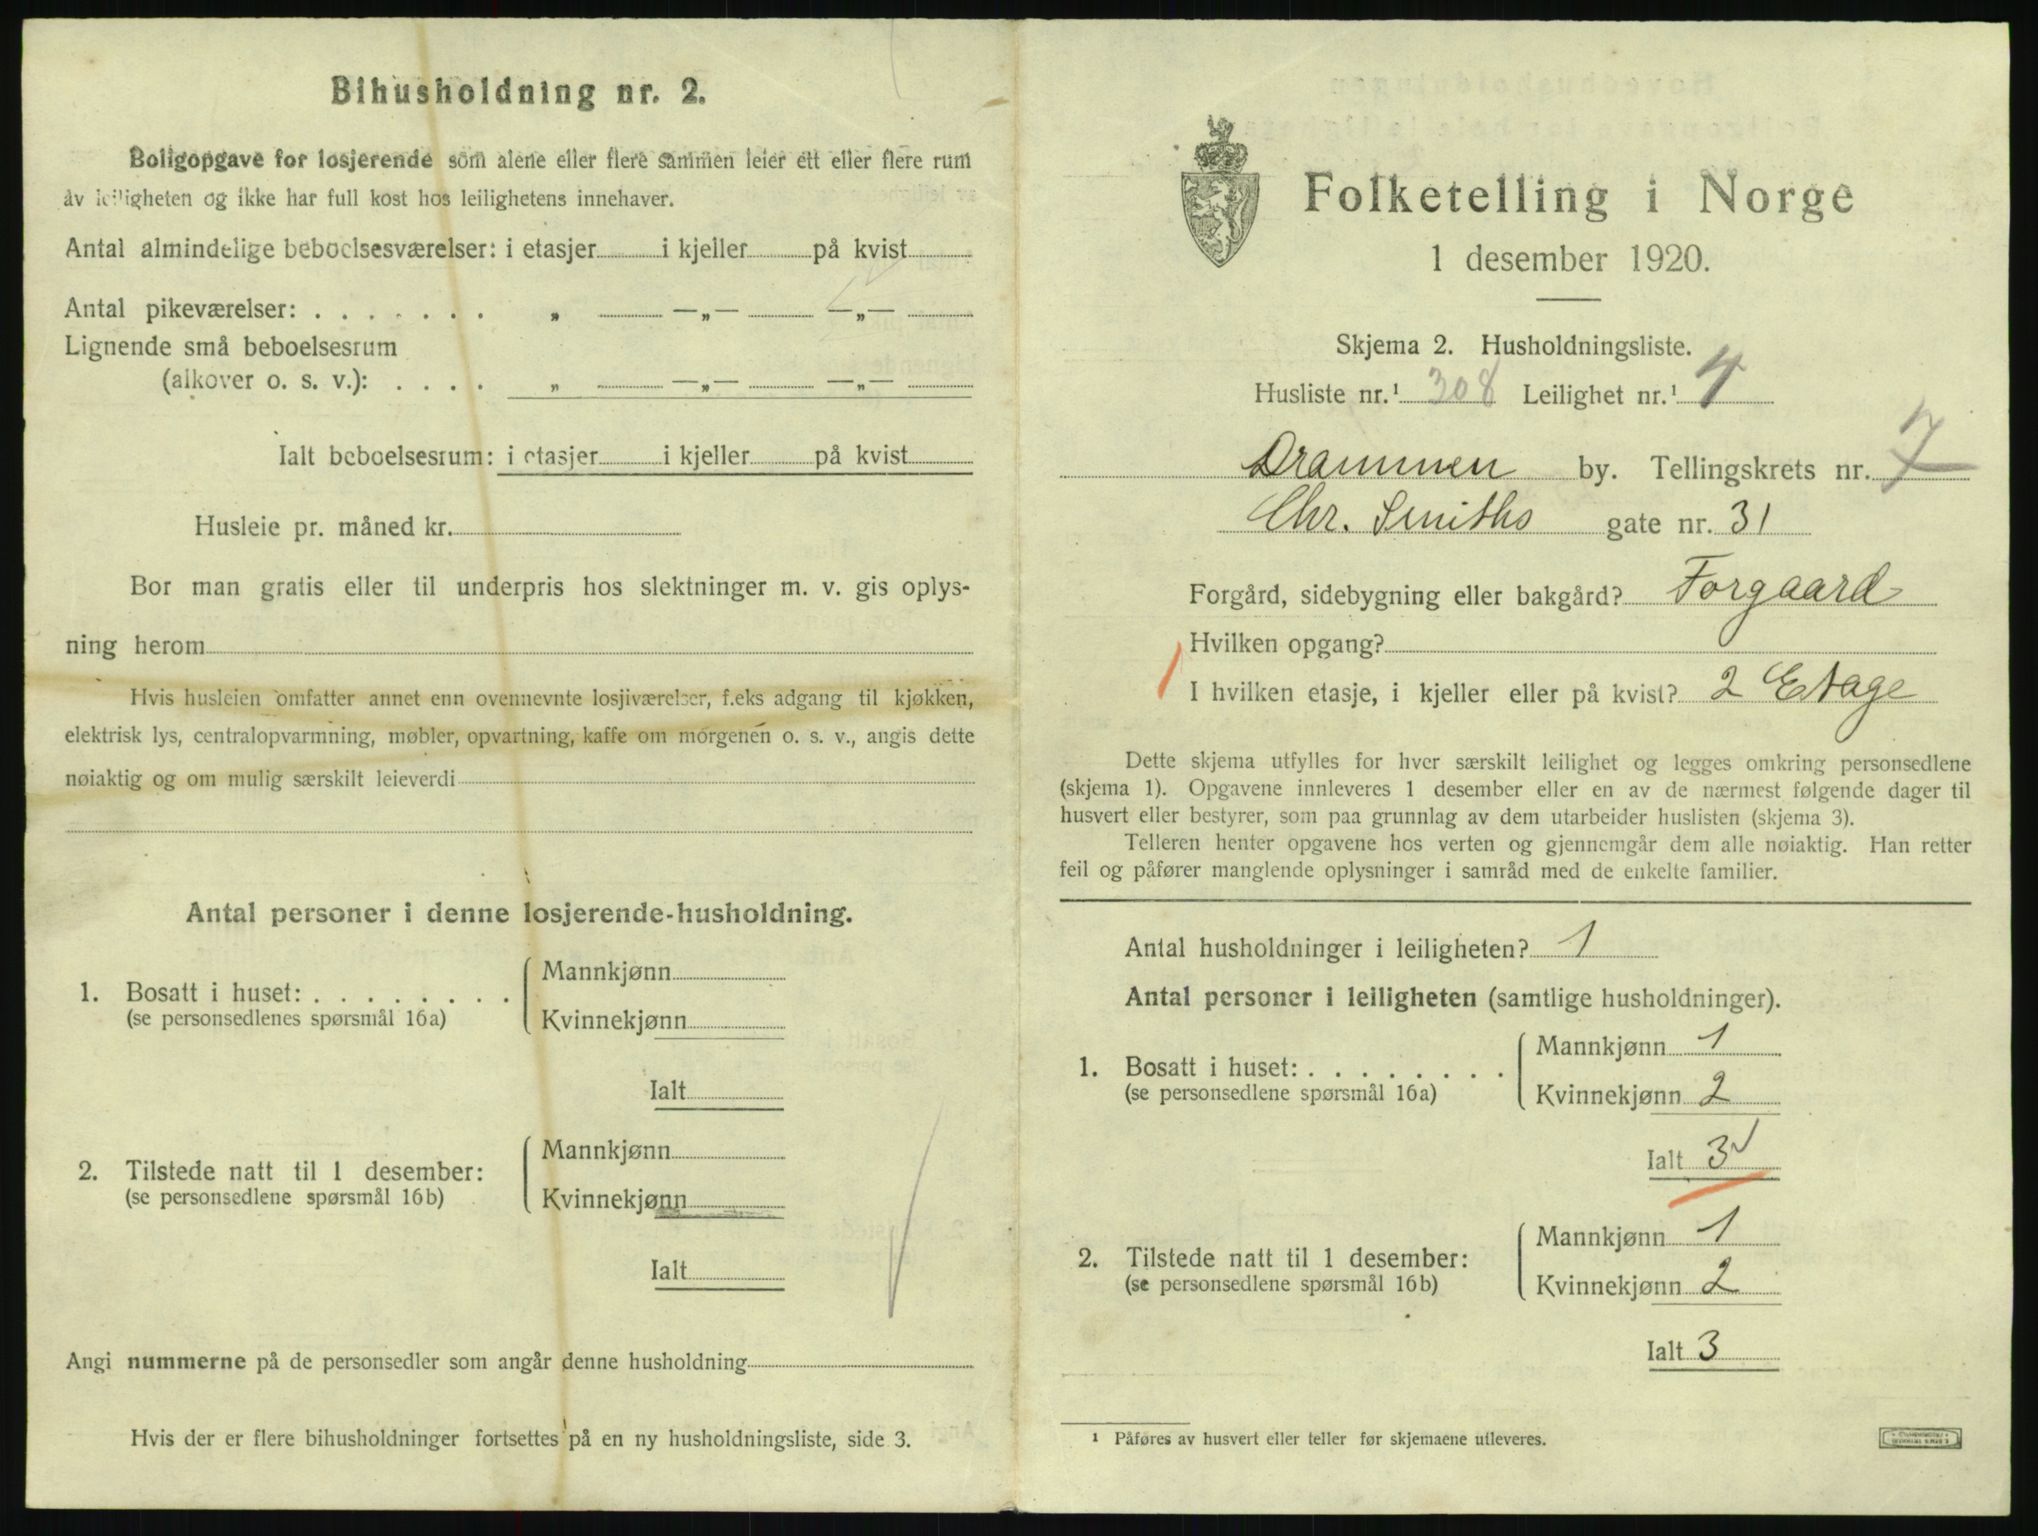 Bihusholdning nr. 2.
Boligopgave for losjerende som alene eller flere sammen leier ett eller flere rum
av leiligheten og ikke har full kost hos leilighetens innehaver.
Antal almindelige beboelsesværelser: i etasjer i kjeller på kvist
Antal pikeværelser: . . . . . . . „ —„— —„—
Lignende små beboelsesrum
(alkover o. s. v.): . . . . „ —„— —„—
Ialt beboelsesrum: i etasjer i kjeller på kvist
Husleie pr. måned kr.
Bor man gratis eller til underpris hos slektninger m. v. gis oplys-
ning herom
Hvis husleien omfatter annet enn ovennevnte losjiværelser, f.eks adgang til kjøkken,
elektrisk lys, centralopvarmning, møbler, opvartning, kaffe om morgenen o. s. v., angis dette
nøiaktig og om mulig særskilt leieverdi
Antal personer i denne losjerende-husholdning.
1. Bosatt i huset: . . . . . . . .
(se personsedlenes spørsmål 16a)
Mannkjønn
Kvinnekjønn
Ialt
2. Tilstede natt til 1 desember:
(se personsedlene spørsmål 16b)
Mannkjønn
Kvinnekjønn
Ialt
Angi nummerne på de personsedler som angår denne husholdning
Hvis der er flere bihusholdninger fortsettes på en ny husholdningsliste, side 3.
Folketelling i Norge
1 desember 1920.
Skjema 2. Husholdningsliste.
Husliste nr.¹ 308 Leilighet nr.¹ 4
Drammen by. Tellingskrets nr. 7
Chr. Smiths gate nr. 31
Forgård, sidebygning eller bakgård? Forgaard
Hvilken opgang?
I hvilken etasje, i kjeller eller på kvist? 2 Etage
Dette skjema utfylles for hver særskilt leilighet og legges omkring personsedlene
(skjema 1). Opgavene innleveres 1 desember eller en av de nærmest følgende dager til
husvert eller bestyrer, som paa grunnlag av dem utarbeider huslisten (skjema 3).
Telleren henter opgavene hos verten og gjennemgår dem alle nøiaktig. Han retter
feil og påfører manglende oplysninger i samråd med de enkelte familier.
Antal husholdninger i leiligheten? 1
Antal personer i leiligheten (samtlige husholdninger).
1. Bosatt i huset: . . . . . . . .
(se personsedlene spørsmål 16a)
Mannkjønn 1
Kvinnekjønn 2
Ialt 3
2. Tilstede natt til 1 desember:
(se personsedlene spørsmål 16b)
Mannkjønn 1
Kvinnekjønn 2
Ialt 3
¹ Påføres av husvert eller teller før skjemaene utleveres.